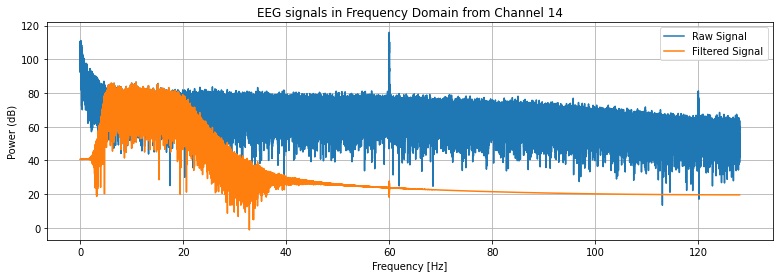 EEG signals in Frequency Domain from Channel 14
Raw Signal
Filtered Signal
Power (dB)
120
100
80
60
40
20
0
0 20 40 60 80 100 120
Frequency [Hz]